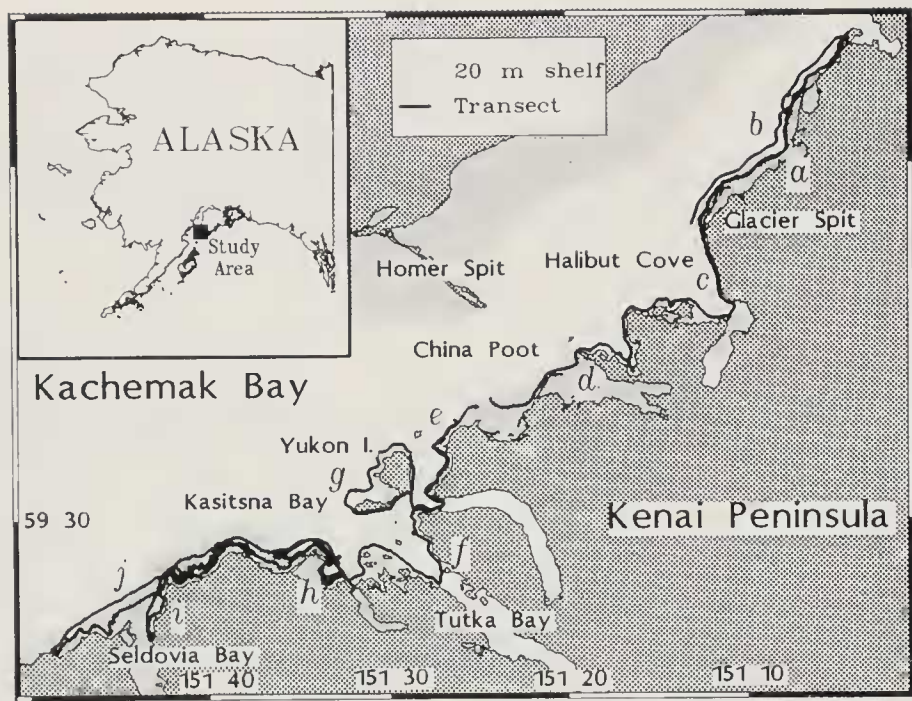 ALASKA
Study
Area
20 m shelf
Transect
b
a
Glacier Spit
Halibut Cove
c
Homer Spit
China Poot
d
Kachemak Bay
e
Yukon I.
g
Kasitsna Bay
59 30
Kenai Peninsula
f
j
h
i
Tutka Bay
Seldovia Bay
151 40
151 30
151 20
151 10